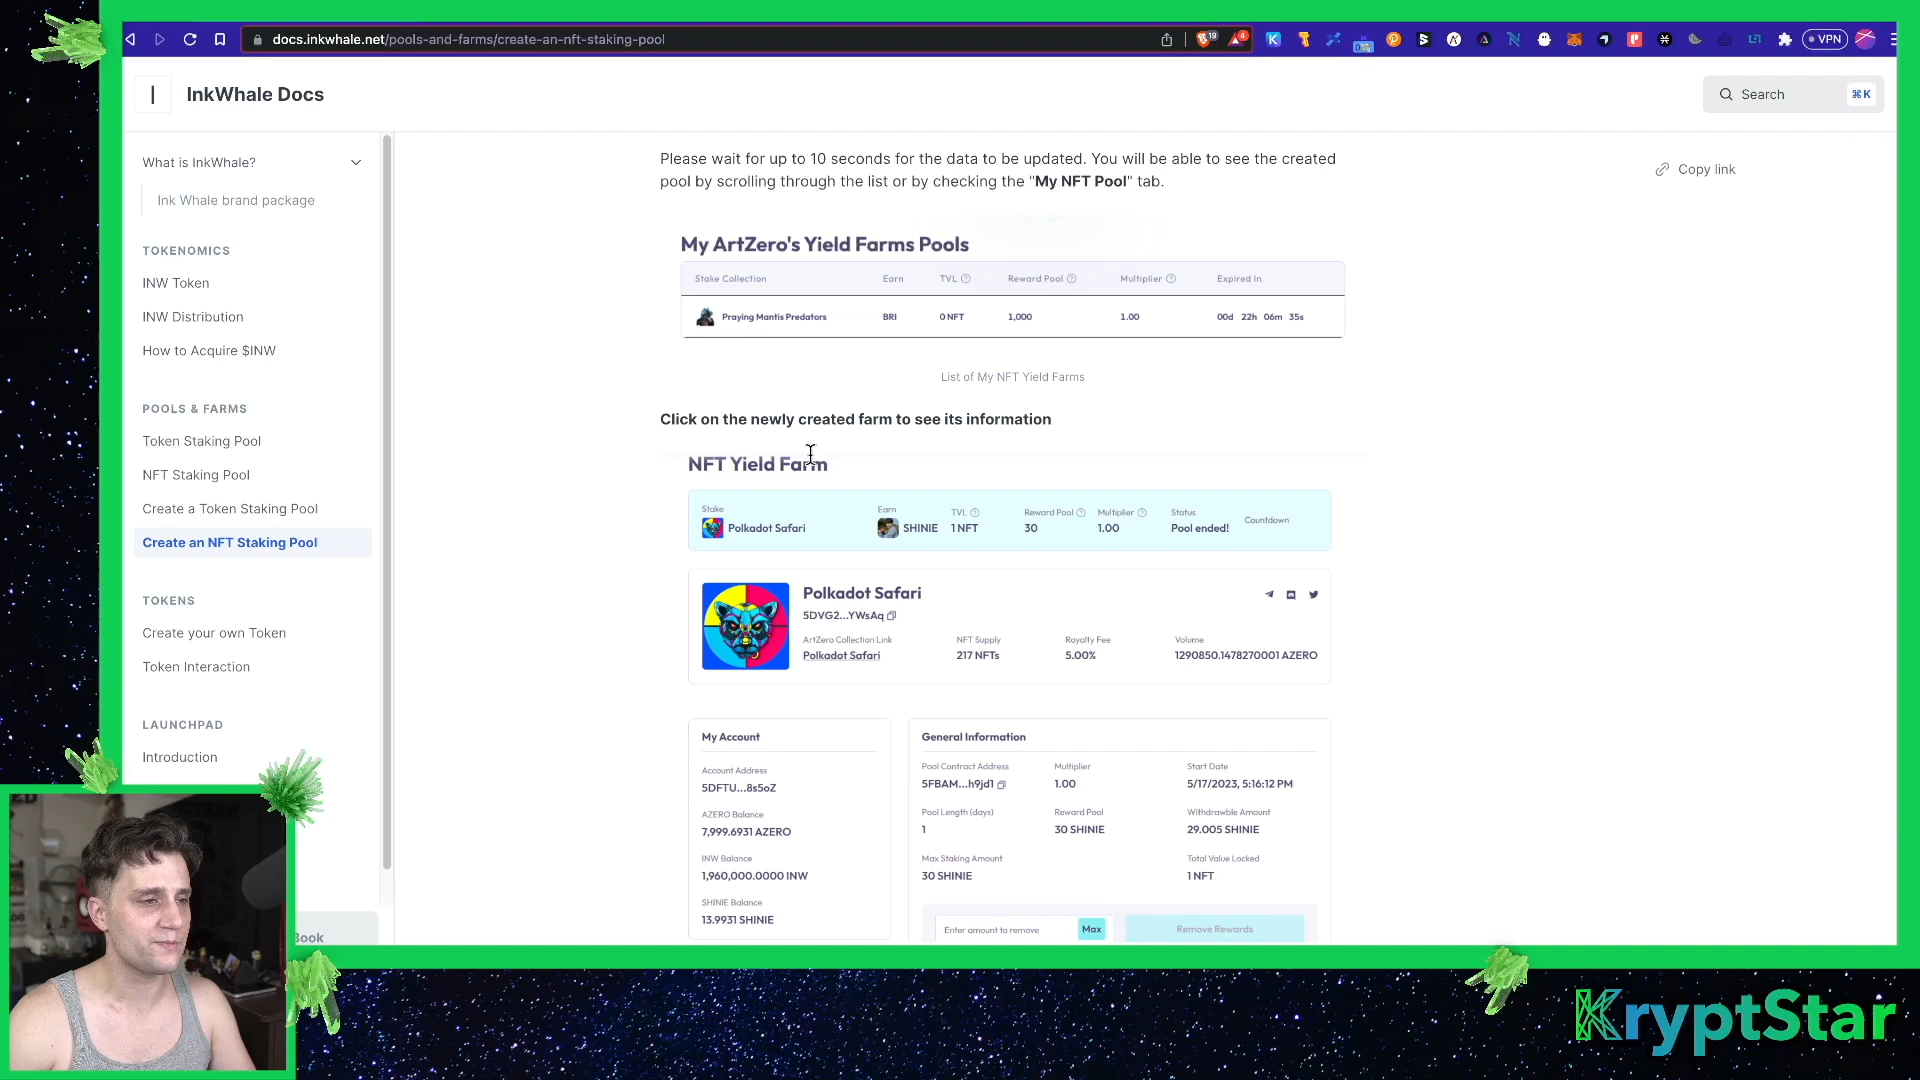 docs.inkwhale.net/pools-and-farms/create-an-nft-staking-pool
19
4
VPN
InkWhale Docs
Search
⌘K
What is InkWhale?
Ink Whale brand package
TOKENOMICS
INW Token
INW Distribution
How to Acquire $INW
POOLS & FARMS
Token Staking Pool
NFT Staking Pool
Create a Token Staking Pool
Create an NFT Staking Pool
TOKENS
Create your own Token
Token Interaction
LAUNCHPAD
Introduction
Book
Copy link
Please wait for up to 10 seconds for the data to be updated. You will be able to see the created
pool by scrolling through the list or by checking the "My NFT Pool" tab.
My ArtZero's Yield Farms Pools
Stake Collection Earn TVL Reward Pool Multiplier Expired In
Praying Mantis Predators BRI 0 NFT 1,000 1.00 00d 22h 06m 35s
List of My NFT Yield Farms
Click on the newly created farm to see its information
NFT Yield Farm
Stake Earn TVL Reward Pool Multiplier Status Countdown
Polkadot Safari SHINIE 1 NFT 30 1.00 Pool ended!
Polkadot Safari
5DVG2...YWsAq
ArtZero Collection Link NFT Supply Royalty Fee Volume
Polkadot Safari 217 NFTs 5.00% 1290850.1478270001 AZERO
My Account
Account Address
5DFTU...8s5oZ
AZERO Balance
7,999.6931 AZERO
INW Balance
1,960,000.0000 INW
SHINIE Balance
13.9931 SHINIE
General Information
Pool Contract Address Multiplier Start Date
5FBAM...h9jd1 1.00 5/17/2023, 5:16:12 PM
Pool Length (days) Reward Pool Withdrawble Amount
1 30 SHINIE 29.005 SHINIE
Max Staking Amount Total Value Locked
30 SHINIE 1 NFT
Enter amount to remove Max Remove Rewards
KryptStar